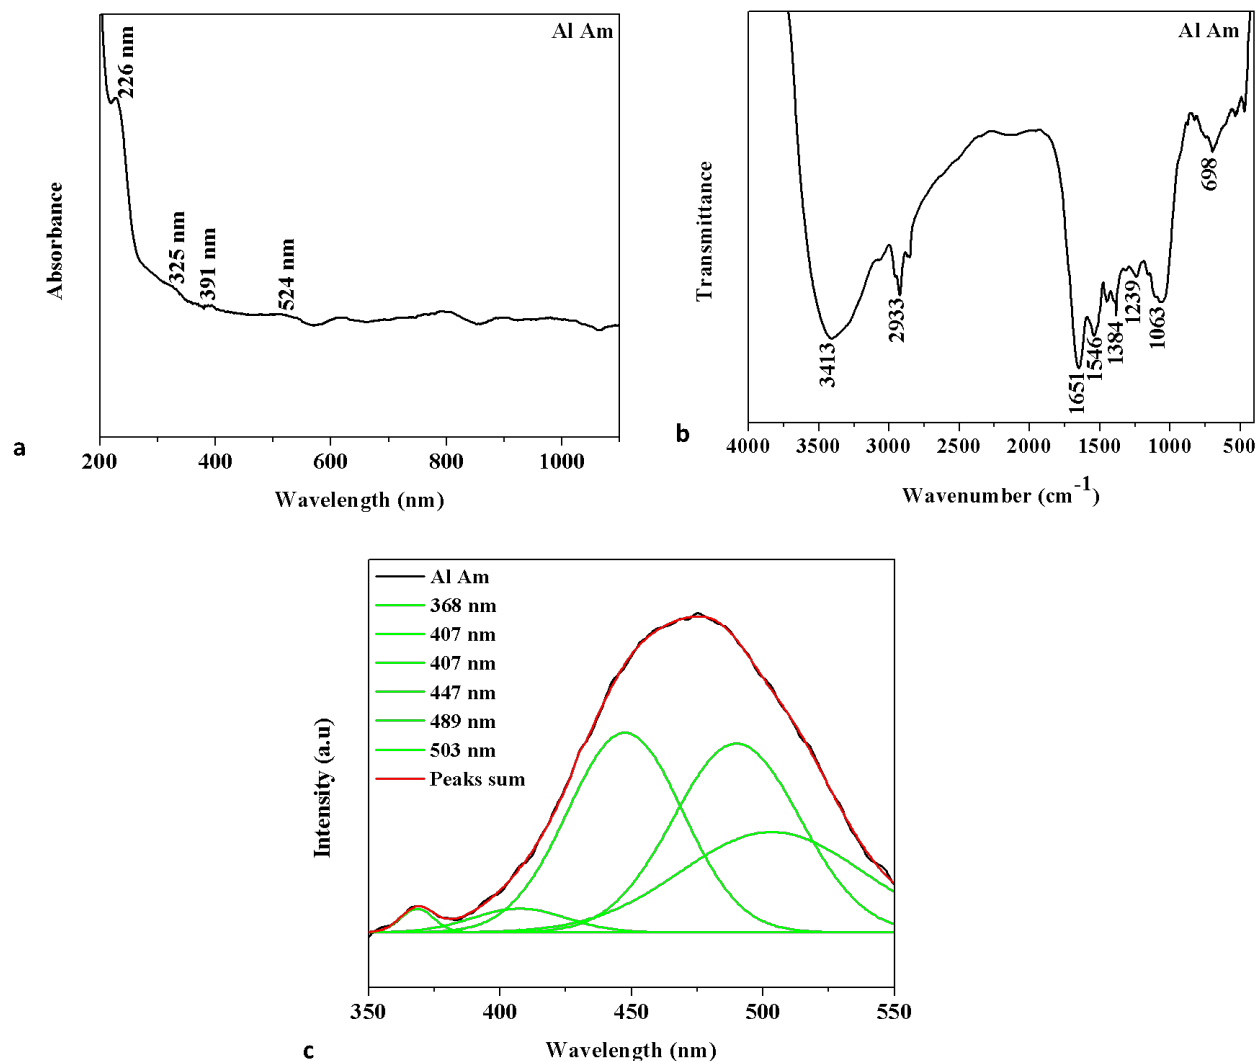 Al Am
226 nm
325 nm
391 nm
524 nm
Absorbance
200
400
600
800
1000
Wavelength (nm)
a
Al Am
3413
2933
1651
1546
1384
1239
1063
698
Transmittance
4000
3500
3000
2500
2000
1500
1000
500
Wavenumber (cm-1)
b
Al Am
368 nm
407 nm
407 nm
447 nm
489 nm
503 nm
Peaks sum
Intensity (a.u)
350
400
450
500
550
Wavelength (nm)
c